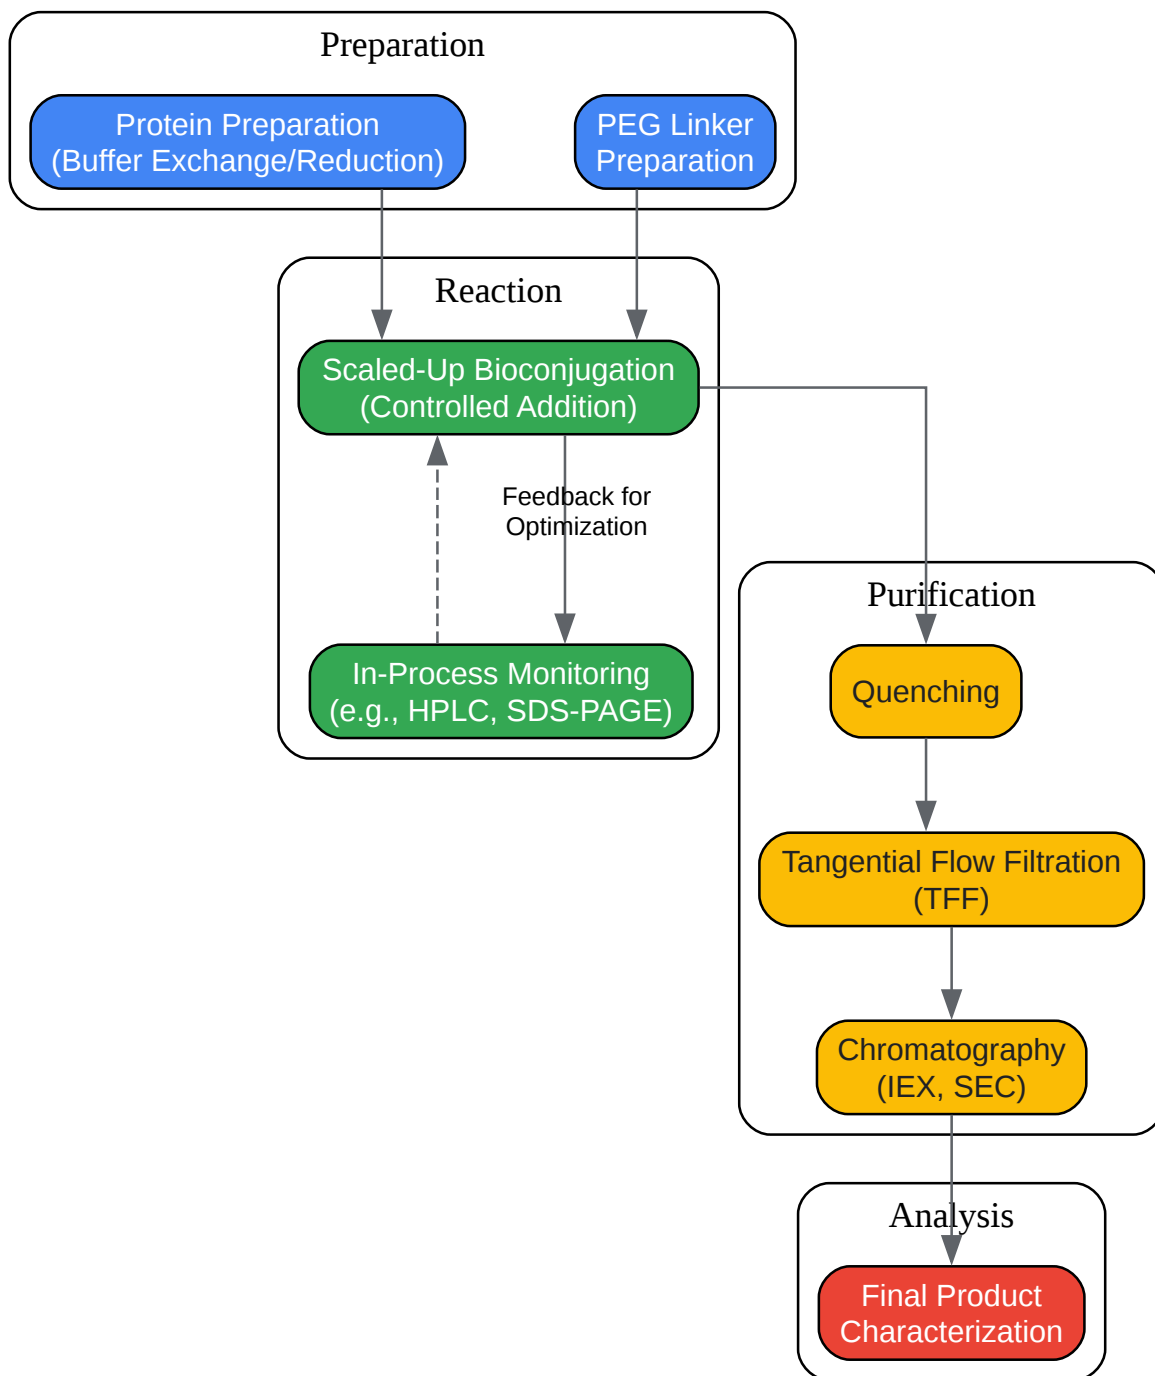 Preparation
Protein Preparation
(Buffer Exchange/Reduction)
PEG Linker
Preparation
Reaction
Scaled-Up Bioconjugation
(Controlled Addition)
Feedback for
Optimization
In-Process Monitoring
(e.g., HPLC, SDS-PAGE)
Purification
Quenching
Tangential Flow Filtration
(TFF)
Chromatography
(IEX, SEC)
Analysis
Final Product
Characterization